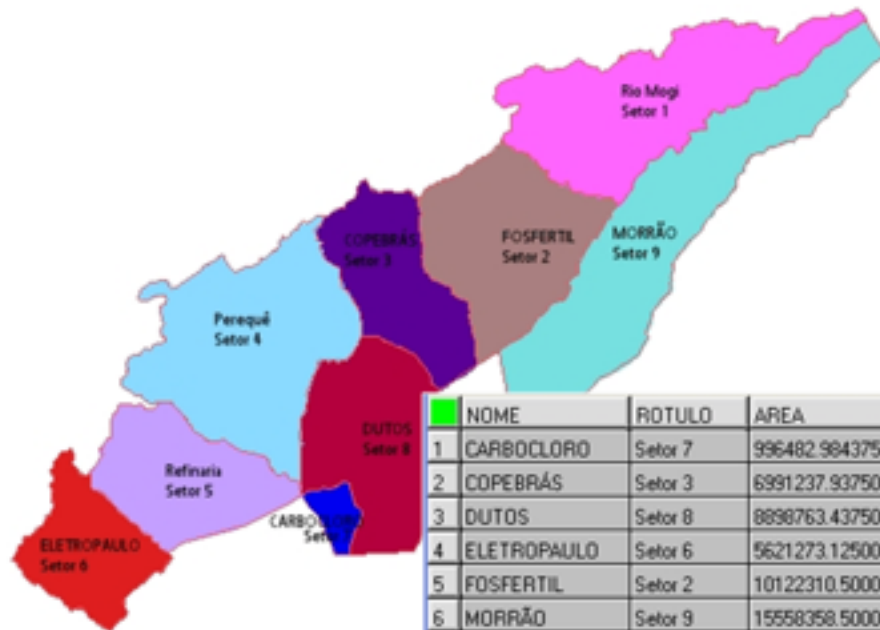 Rio Mogi
Setor 1
MORRÃO
Setor 9
FOSFERTIL
Setor 2
COPEBRÁS
Setor 3
Perequê
Setor 4
DUTOS
Setor 8
Refinaria
Setor 5
CARBOCLORO
ELETROPAULO
Setor 6
NOME ROTULO AREA
1 CARBOCLORO Setor 7 996482.984375
2 COPEBRÁS Setor 3 6991237.93750
3 DUTOS Setor 8 8898763.43750
4 ELETROPAULO Setor 6 5621273.12500
5 FOSFERTIL Setor 2 10122310.5000
6 MORRÃO Setor 9 15558358.5000